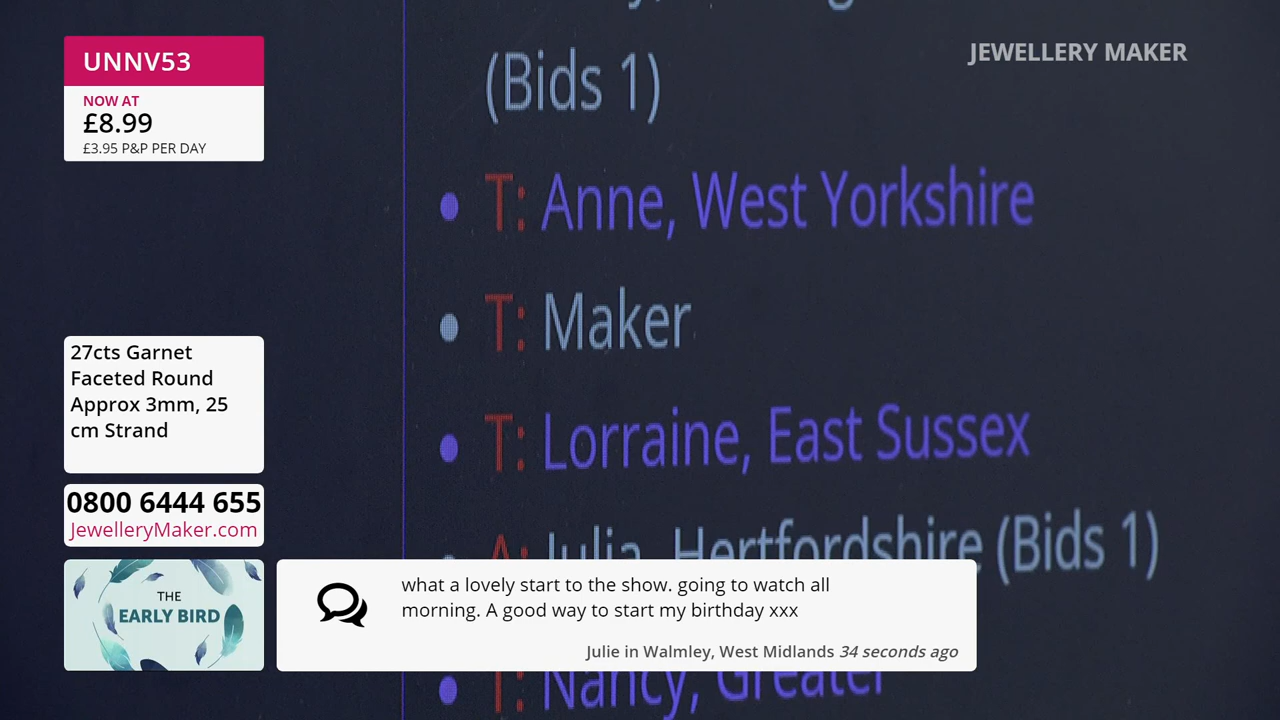 UNNV53
NOW AT
£8.99
£3.95 P&P PER DAY
JEWELLERY MAKER
(Bids 1)
• T: Anne, West Yorkshire
• T: Maker
• T: Lorraine, East Sussex
A: Julia, Hertfordshire (Bids 1)
• T: Nancy, Greater
27cts Garnet
Faceted Round
Approx 3mm, 25
cm Strand
0800 6444 655
JewelleryMaker.com
THE
EARLY BIRD
what a lovely start to the show. going to watch all
morning. A good way to start my birthday xxx
Julie in Walmley, West Midlands 34 seconds ago